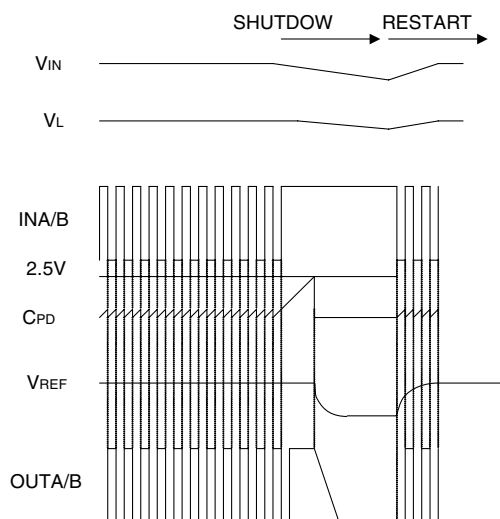 SHUTDOW RESTART
VIN
VL
INA/B
2.5V
CPD
VREF
OUTA/B